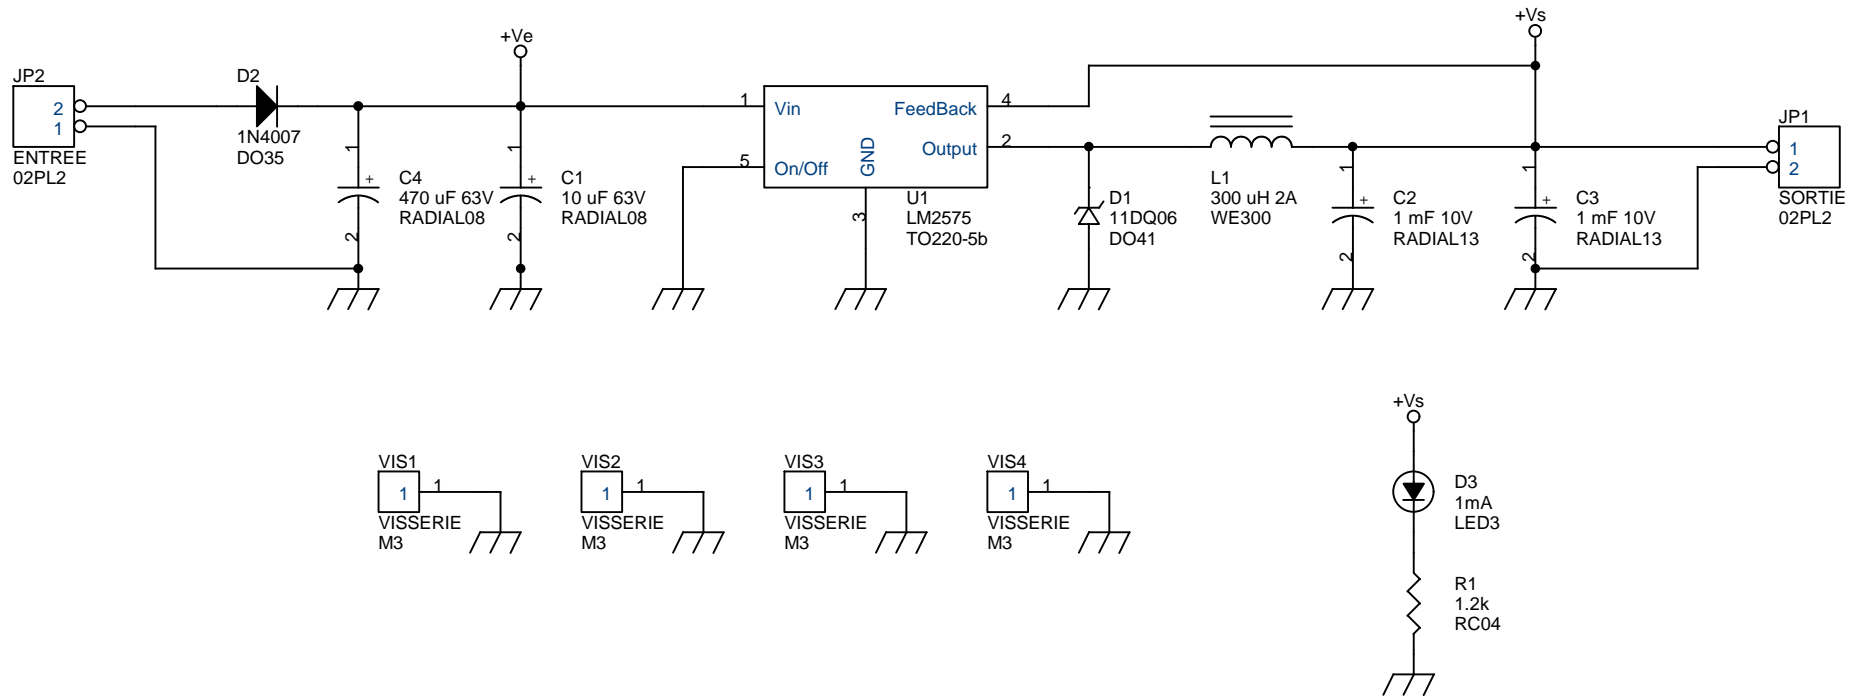 +Ve
+Vs
JP2
2
1
ENTREE
02PL2
D2
1N4007
DO35
1
+
2
C4
470 uF 63V
RADIAL08
1
+
2
C1
10 uF 63V
RADIAL08
1
5
Vin
On/Off
GND
FeedBack
Output
4
2
3
U1
LM2575
TO220-5b
D1
11DQ06
DO41
L1
300 uH 2A
WE300
1
+
2
C2
1 mF 10V
RADIAL13
1
+
2
C3
1 mF 10V
RADIAL13
JP1
1
2
SORTIE
02PL2
VIS1
1
1
VISSERIE
M3
VIS2
1
1
VISSERIE
M3
VIS3
1
1
VISSERIE
M3
VIS4
1
1
VISSERIE
M3
+Vs
D3
1mA
LED3
R1
1.2k
RC04